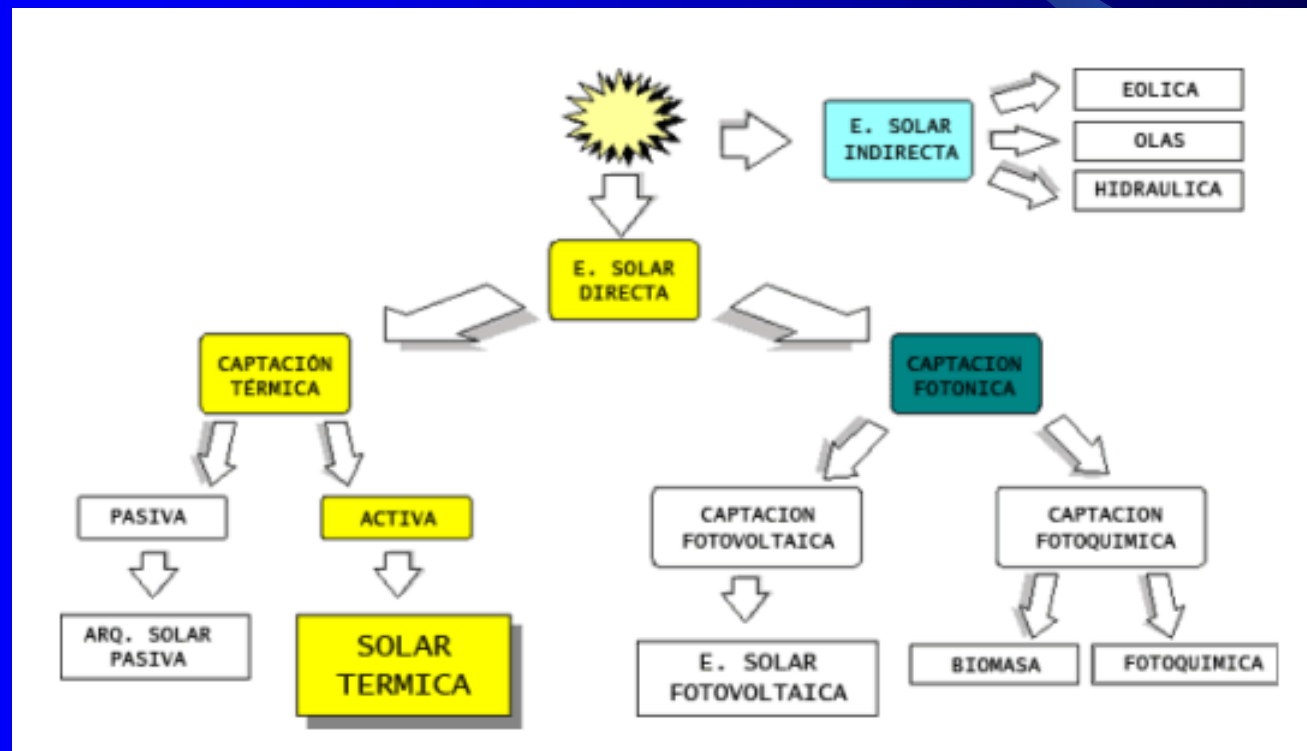 E. SOLAR
INDIRECTA
EOLICA
OLAS
HIDRAULICA
E. SOLAR
DIRECTA
CAPTACIÓN
TÉRMICA
CAPTACION
FOTONICA
PASIVA
ACTIVA
CAPTACION
FOTOVOLTAICA
CAPTACION
FOTOQUIMICA
ARQ. SOLAR
PASIVA
SOLAR
TERMICA
E. SOLAR
FOTOVOLTAICA
BIOMASA
FOTOQUIMICA